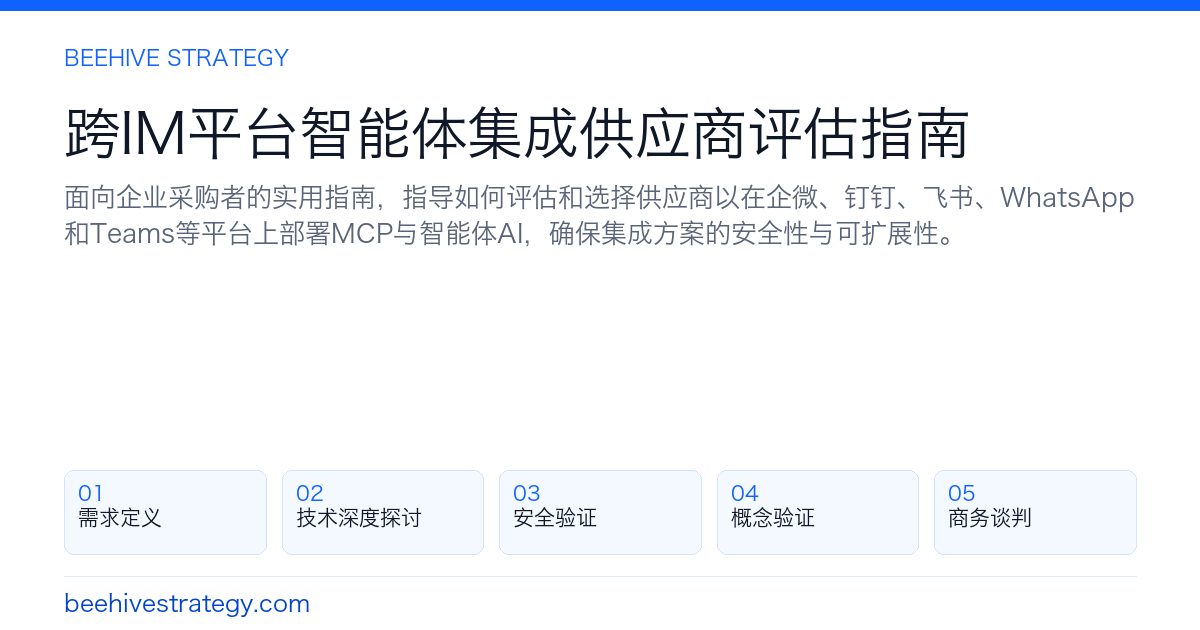 BEEHIVE STRATEGY
跨IM平台智能体集成供应商评估指南
面向企业采购者的实用指南，指导如何评估和选择供应商以在企微、钉钉、飞书、WhatsApp
和Teams等平台上部署MCP与智能体AI，确保集成方案的安全性与可扩展性。
01
需求定义
02
技术深度探讨
03
安全验证
04
概念验证
05
商务谈判
beehivestrategy.com